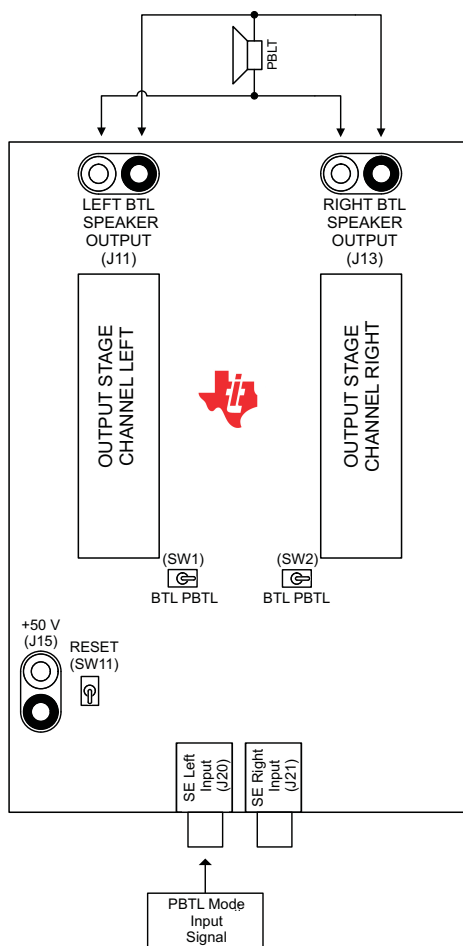 PBLT
LEFT BTL
SPEAKER
OUTPUT
(J11)
RIGHT BTL
SPEAKER
OUTPUT
(J13)
OUTPUT STAGE
CHANNEL LEFT
OUTPUT STAGE
CHANNEL RIGHT
ti
(SW1)
BTL PBTL
(SW2)
BTL PBTL
+50 V
(J15)
RESET
(SW11)
SE Left
Input
(J20)
SE Right
Input
(J21)
PBTL Mode
Input
Signal